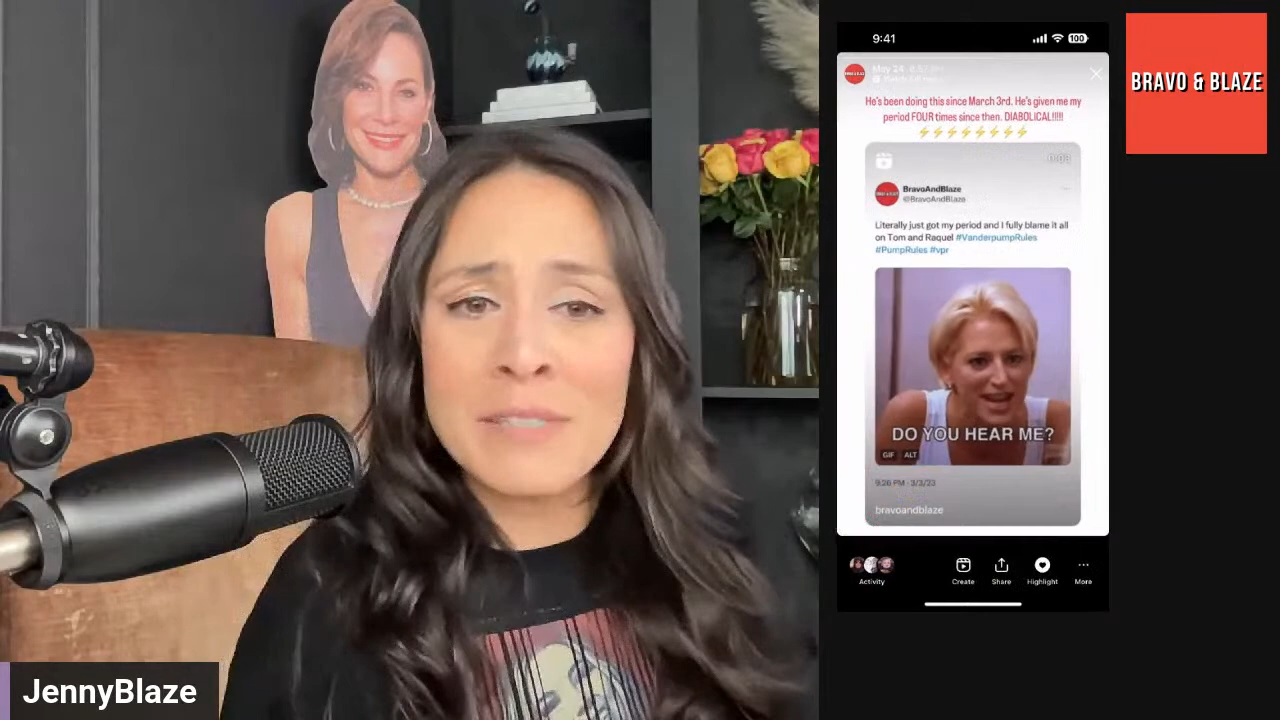 JennyBlaze
9:41
100
May 24
He's been doing this since March 3rd. He's given me my
period FOUR times since then. DIABOLICAL!!!!!
BravoAndBlaze
@BravoAndBlaze
Literally just got my period and I fully blame it all
on Tom and Raquel #VanderpumpRules
#PumpRules #vpr
DO YOU HEAR ME?
GIF ALT
9:26 PM · 3/3/23
bravoandblaze
Activity
Create
Share
Highlight
More
BRAVO & BLAZE